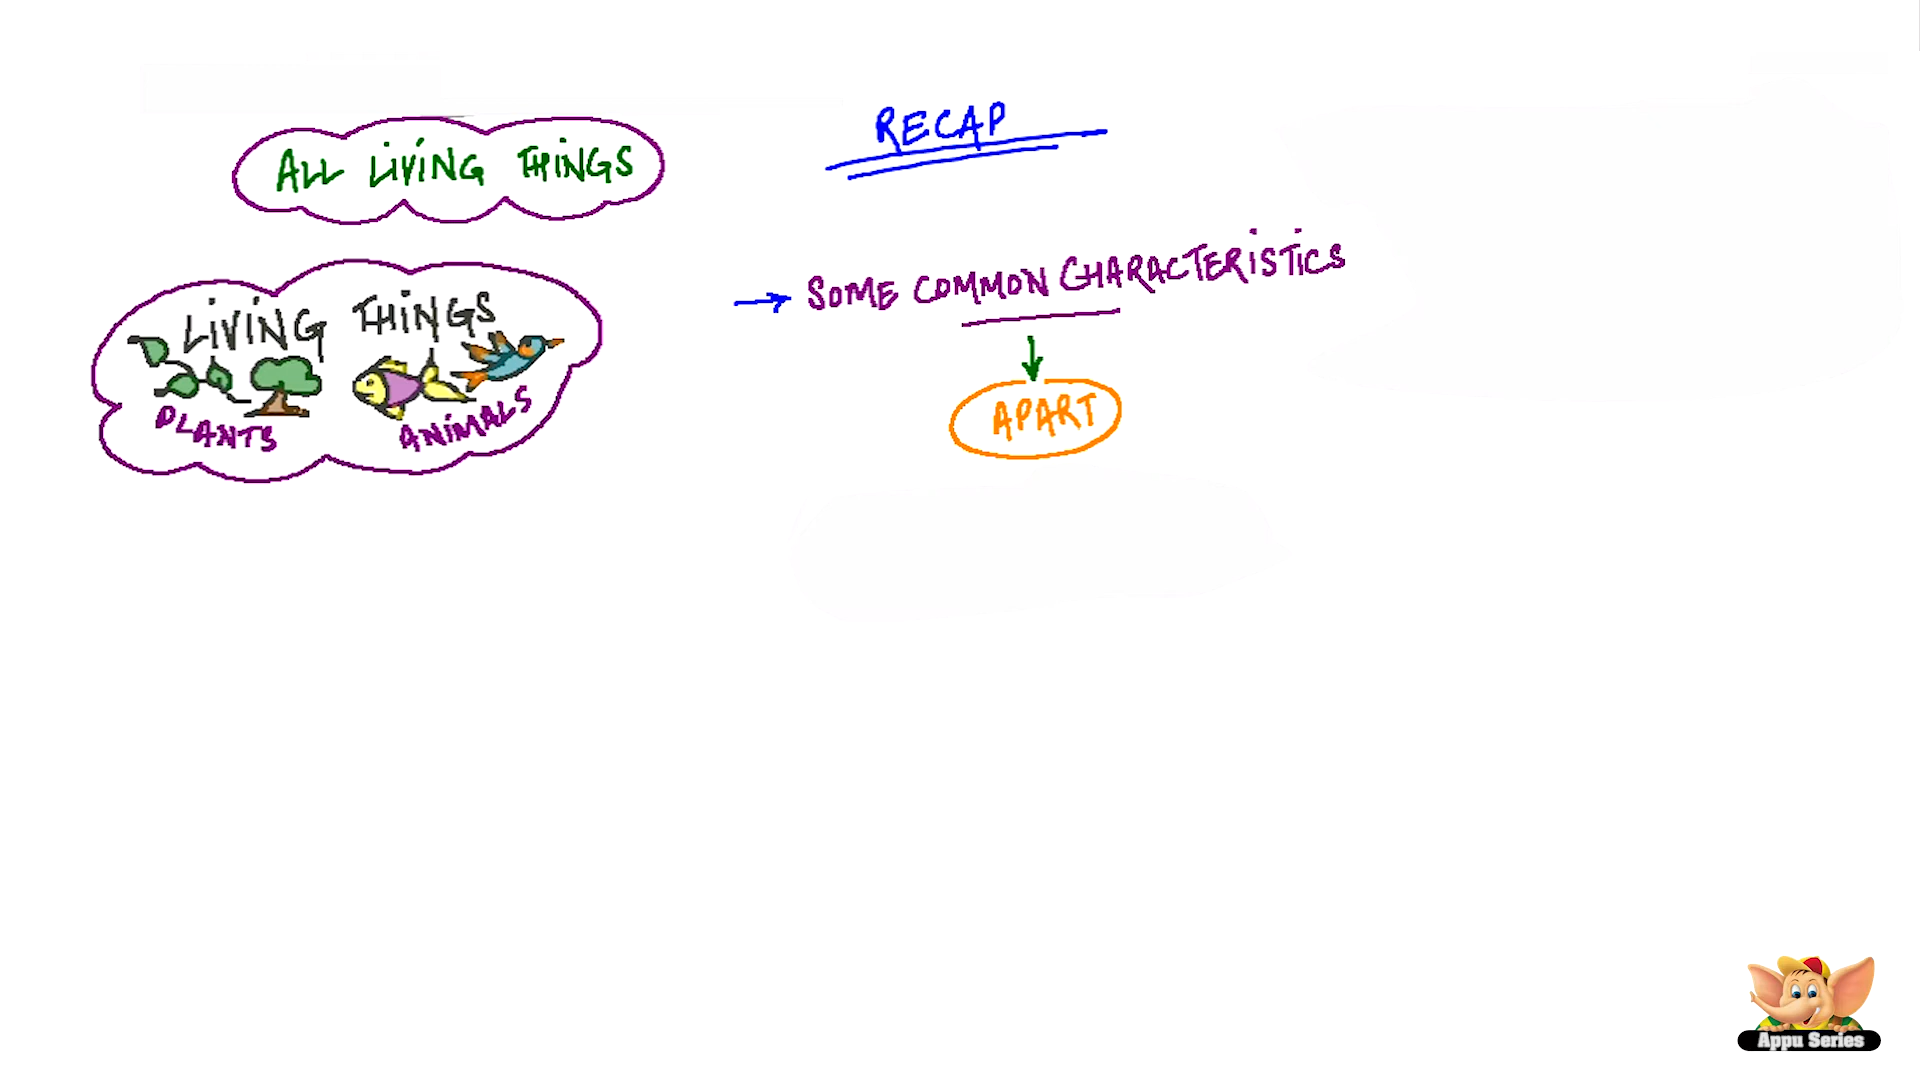 RECAP
ALL LIVING THINGS
SOME COMMON CHARACTERISTICS
LIVING THINGS
APART
PLANTS
ANIMALS
Appu Series